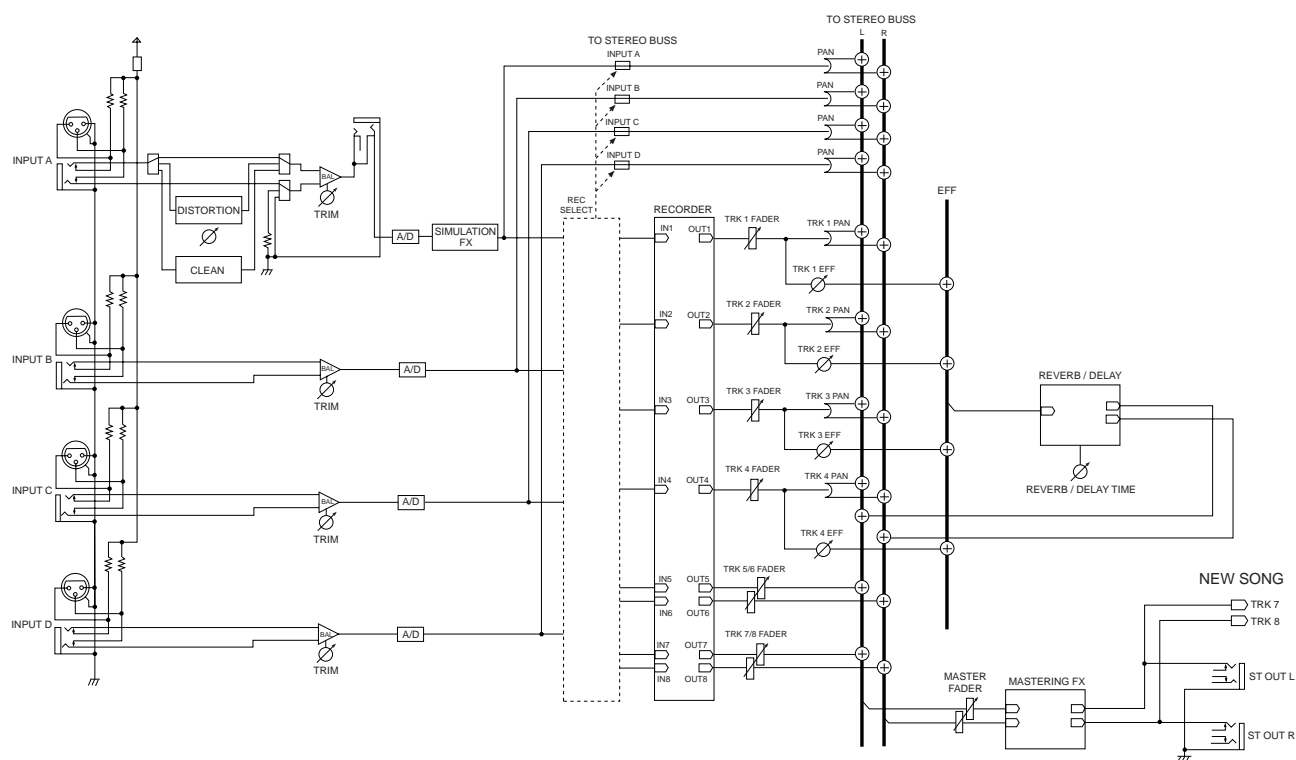 TO STEREO BUSS
L R
TO STEREO BUSS
INPUT A
PAN
INPUT B
PAN
INPUT C
PAN
INPUT D
PAN
INPUT A
BAL
TRIM
DISTORTION
CLEAN
A/D
SIMULATION
FX
REC
SELECT
RECORDER
EFF
IN1 OUT1
TRK 1 FADER
TRK 1 PAN
TRK 1 EFF
IN2 OUT2
TRK 2 FADER
TRK 2 PAN
TRK 2 EFF
INPUT B
BAL
A/D
TRIM
IN3 OUT3
TRK 3 FADER
TRK 3 PAN
TRK 3 EFF
REVERB / DELAY
REVERB / DELAY TIME
INPUT C
BAL
A/D
TRIM
IN4 OUT4
TRK 4 FADER
TRK 4 PAN
TRK 4 EFF
IN5 OUT5
TRK 5/6 FADER
IN6 OUT6
INPUT D
BAL
A/D
TRIM
IN7 OUT7
TRK 7/8 FADER
IN8 OUT8
NEW SONG
TRK 7
TRK 8
MASTER
FADER
MASTERING FX
ST OUT L
ST OUT R